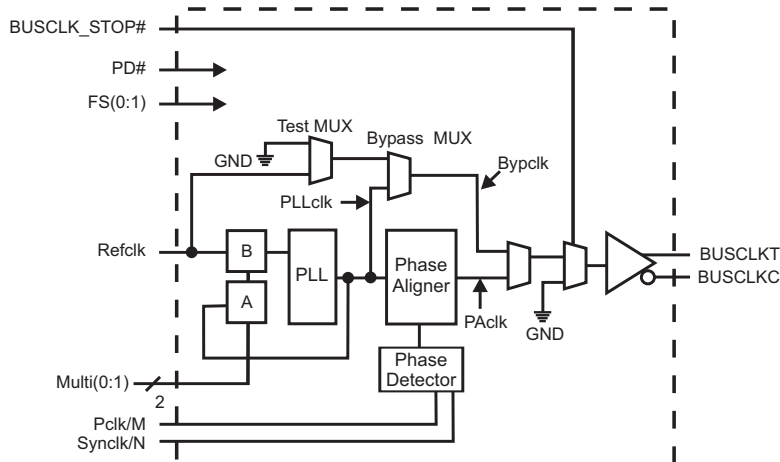 BUSCLK_STOP#
PD#
FS(0:1)
Test MUX
Bypass MUX
GND
Bypclk
PLLclk
Refclk
B
PLL
Phase
Aligner
BUSCLKT
BUSCLKC
A
PAclk
GND
Phase
Detector
Multi(0:1)
2
Pclk/M
Synclk/N